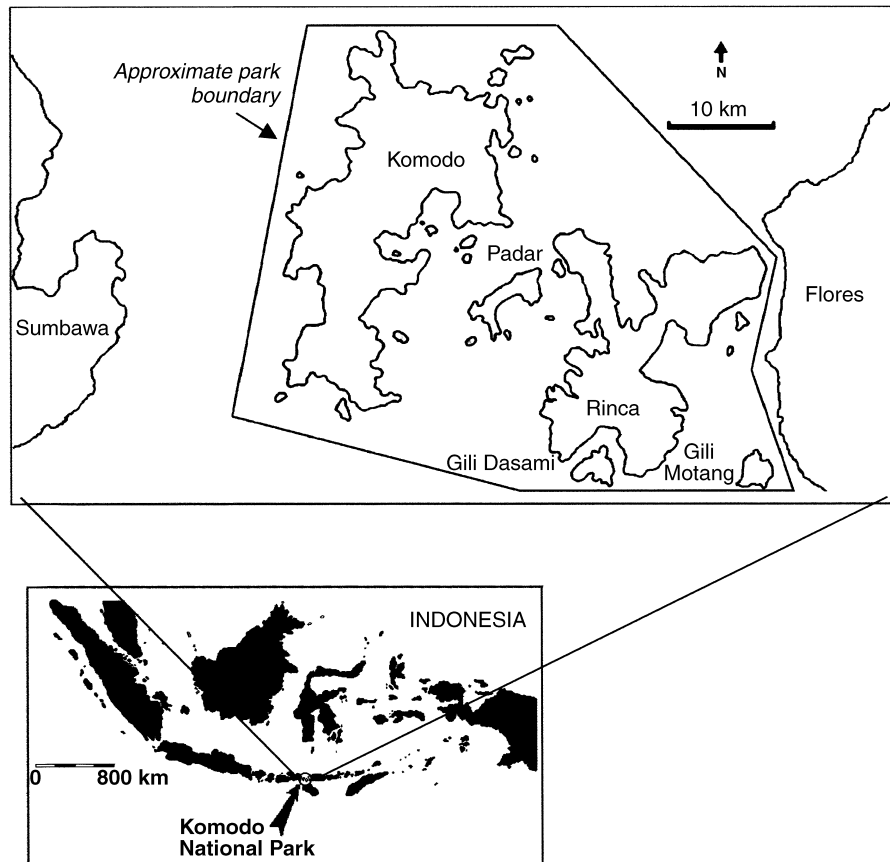 Approximate park
boundary
N
10 km
Komodo
Padar
Flores
Sumbawa
Rinca
Gili Dasami
Gili
Motang
INDONESIA
0 800 km
Komodo
National Park